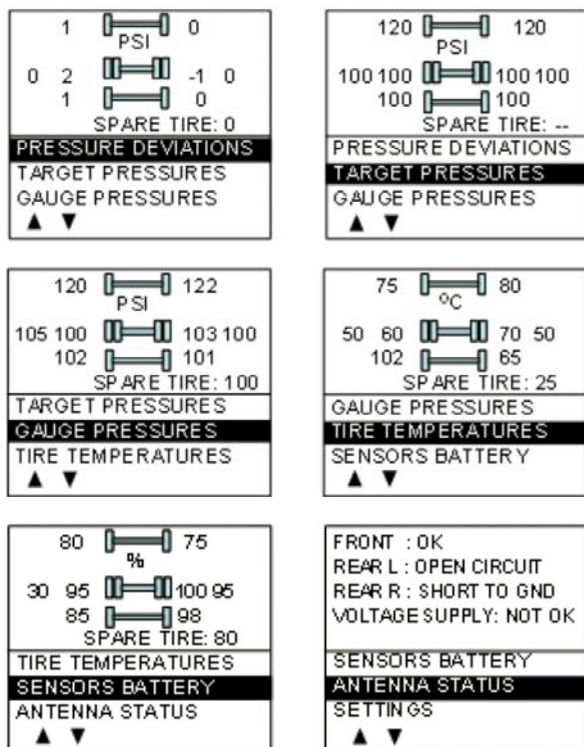 1 0
PSI
0 2 -1 0
1 0
SPARE TIRE: 0
PRESSURE DEVIATIONS
TARGET PRESSURES
GAUGE PRESSURES
120 120
PSI
100 100 100 100
100 100
SPARE TIRE: --
PRESSURE DEVIATIONS
TARGET PRESSURES
GAUGE PRESSURES
120 122
PSI
105 100 103 100
102 101
SPARE TIRE: 100
TARGET PRESSURES
GAUGE PRESSURES
TIRE TEMPERATURES
75 80
ºC
50 60 70 50
102 65
SPARE TIRE: 25
GAUGE PRESSURES
TIRE TEMPERATURES
SENSORS BATTERY
80 75
%
30 95 100 95
85 98
SPARE TIRE: 80
TIRE TEMPERATURES
SENSORS BATTERY
ANTENNA STATUS
FRONT : OK
REAR L : OPEN CIRCUIT
REAR R : SHORT TO GND
VOLTAGE SUPPLY: NOT OK
SENSORS BATTERY
ANTENNA STATUS
SETTINGS